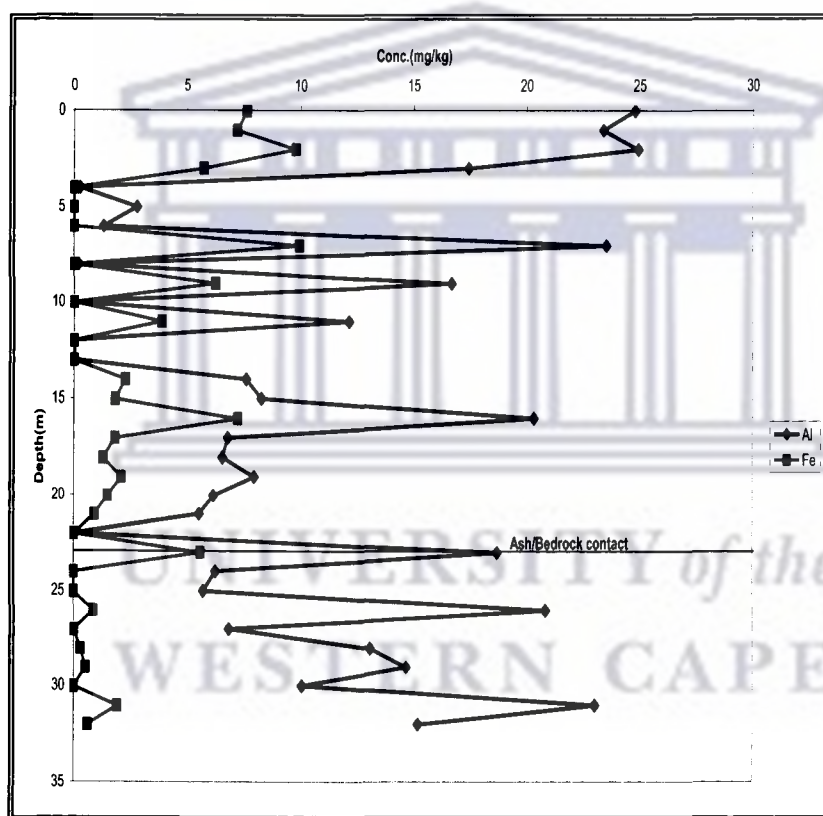 Conc.(mg/kg)
0 5 10 15 20 25 30
0
5
10
15
20
25
30
35
Depth(m)
Al
Fe
Ash/Bedrock contact
UNIVERSITY of the
WESTERN CAPE